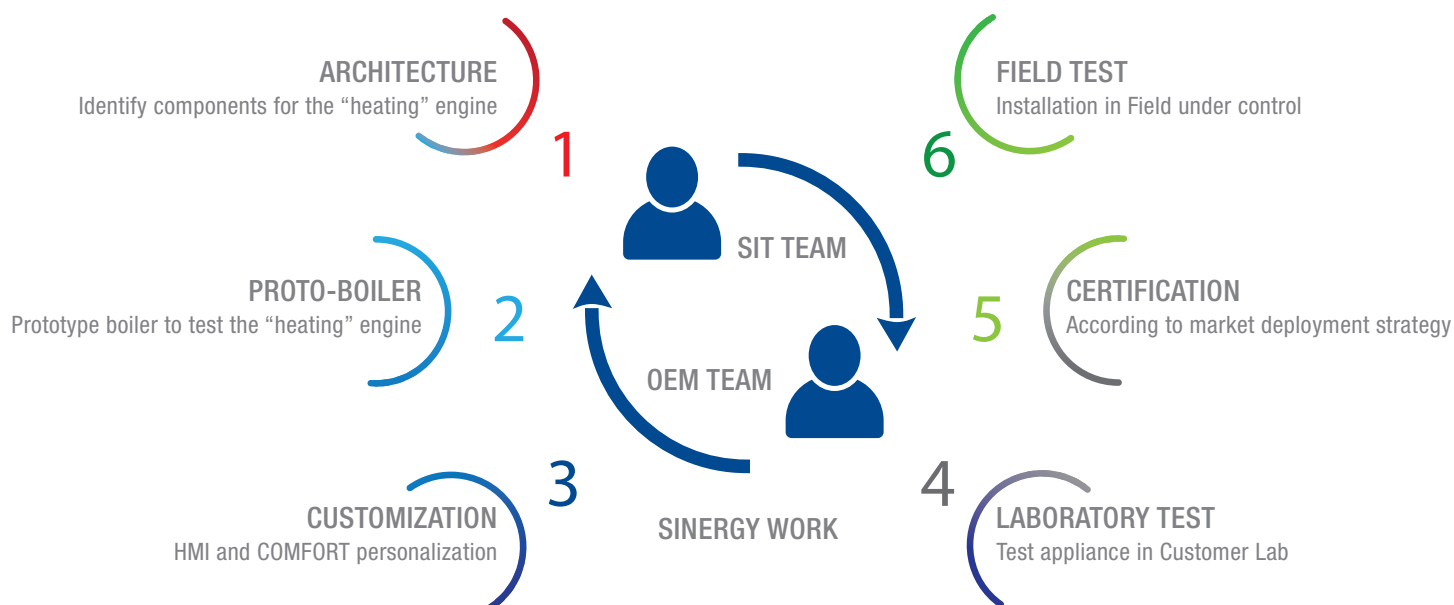 ARCHITECTURE
Identify components for the “heating” engine
1
PROTO-BOILER
Prototype boiler to test the “heating” engine
2
CUSTOMIZATION
HMI and COMFORT personalization
3
SIT TEAM
OEM TEAM
SINERGY WORK
4
LABORATORY TEST
Test appliance in Customer Lab
5
CERTIFICATION
According to market deployment strategy
6
FIELD TEST
Installation in Field under control